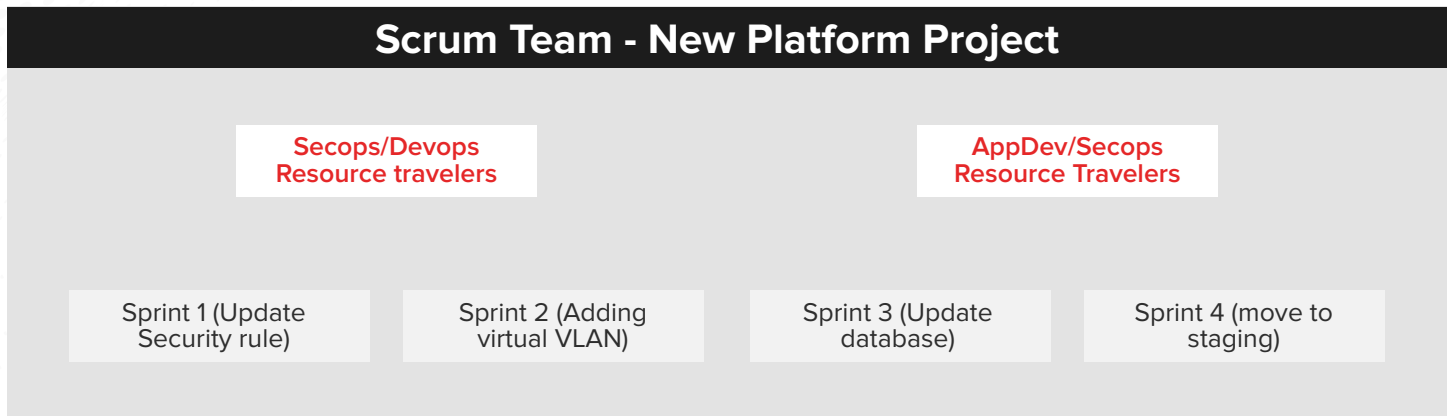 Scrum Team - New Platform Project
Secops/Devops
Resource travelers
AppDev/Secops
Resource Travelers
Sprint 1 (Update
Security rule)
Sprint 2 (Adding
virtual VLAN)
Sprint 3 (Update
database)
Sprint 4 (move to
staging)